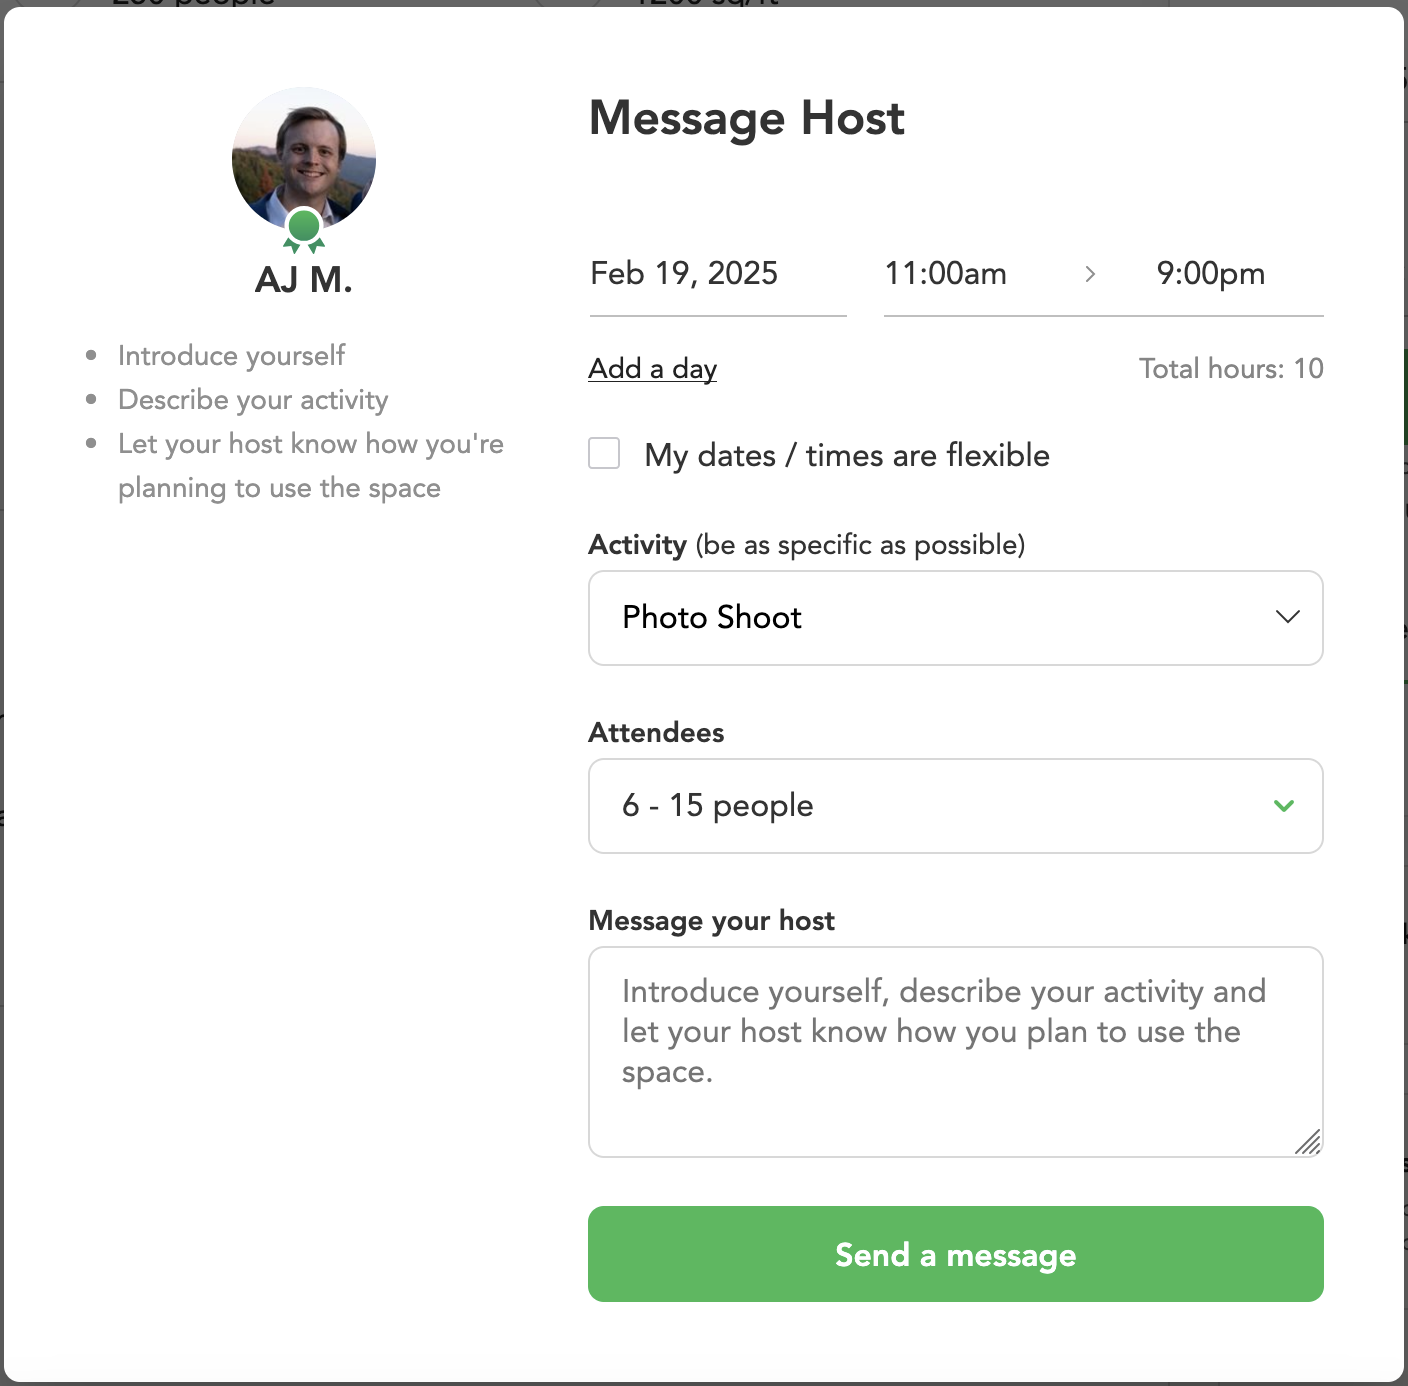 Message Host
AJ M.
Introduce yourself
Describe your activity
Let your host know how you're
planning to use the space
Feb 19, 2025 11:00am > 9:00pm
Add a day Total hours: 10
My dates / times are flexible
Activity (be as specific as possible)
Photo Shoot
Attendees
6 - 15 people
Message your host
Introduce yourself, describe your activity and
let your host know how you plan to use the
space.
Send a message